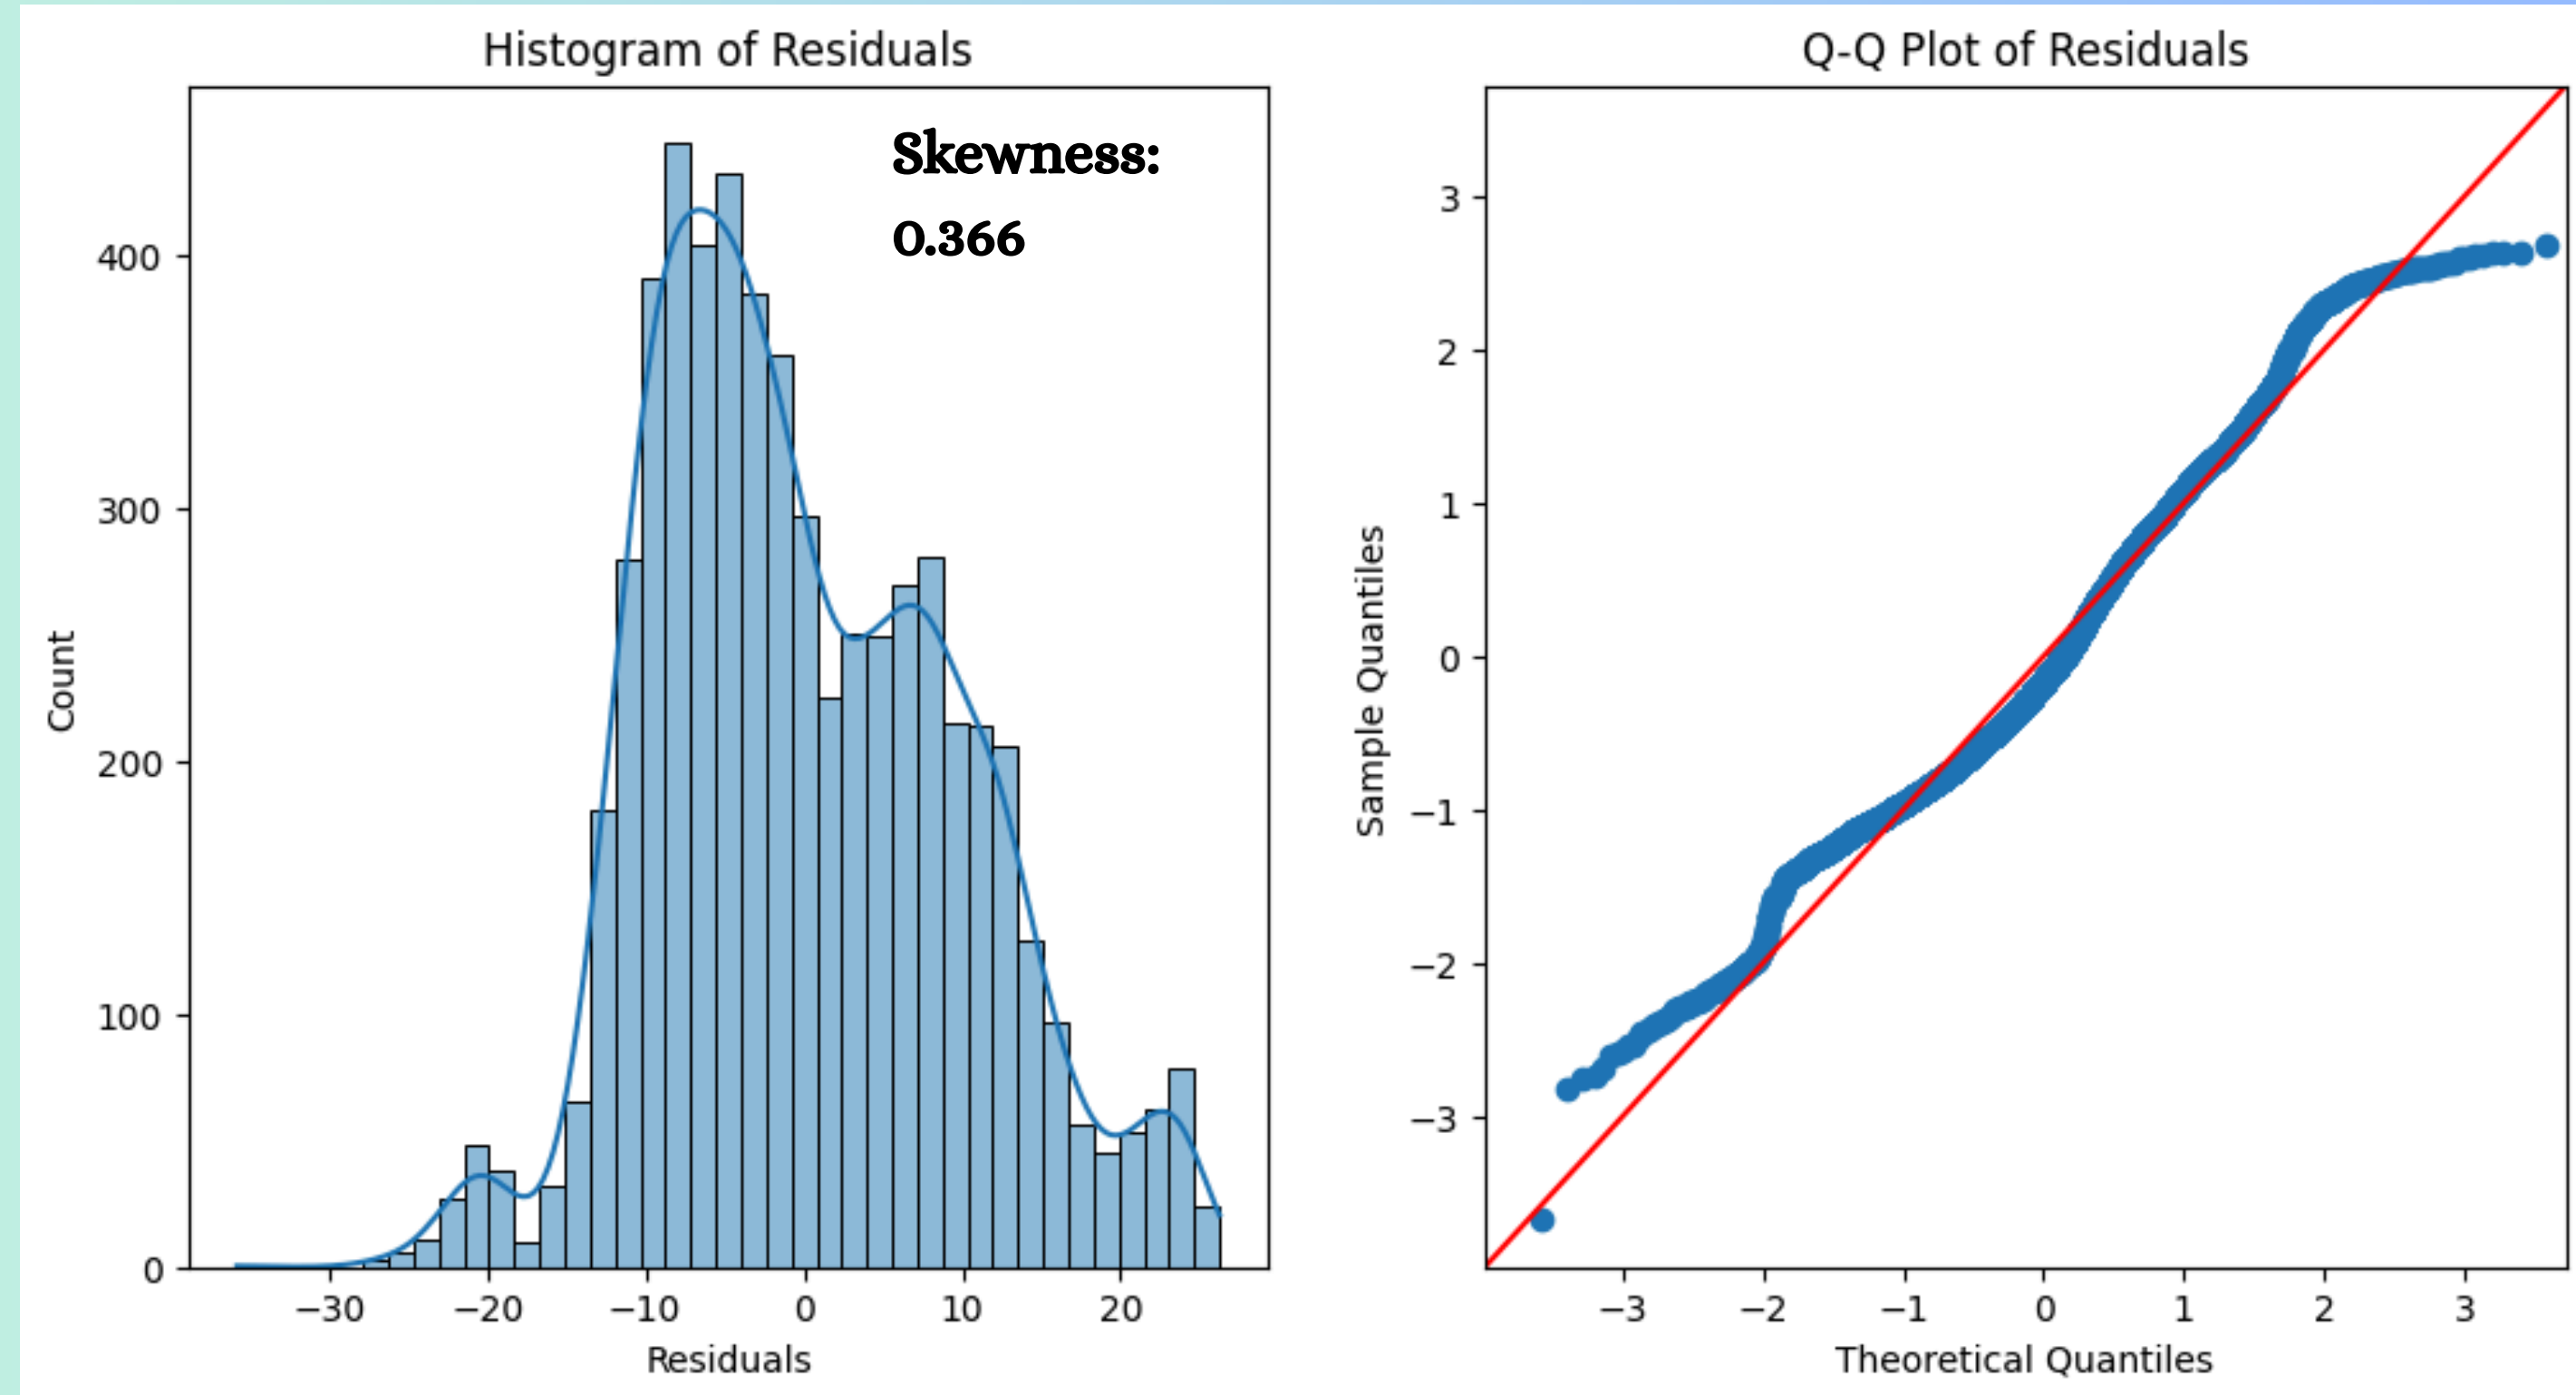 Histogram of Residuals
Skewness:
0.366
400
300
200
100
0
Count
−30 −20 −10 0 10 20
Residuals
Q-Q Plot of Residuals
3
2
1
0
−1
−2
−3
Sample Quantiles
−3 −2 −1 0 1 2 3
Theoretical Quantiles